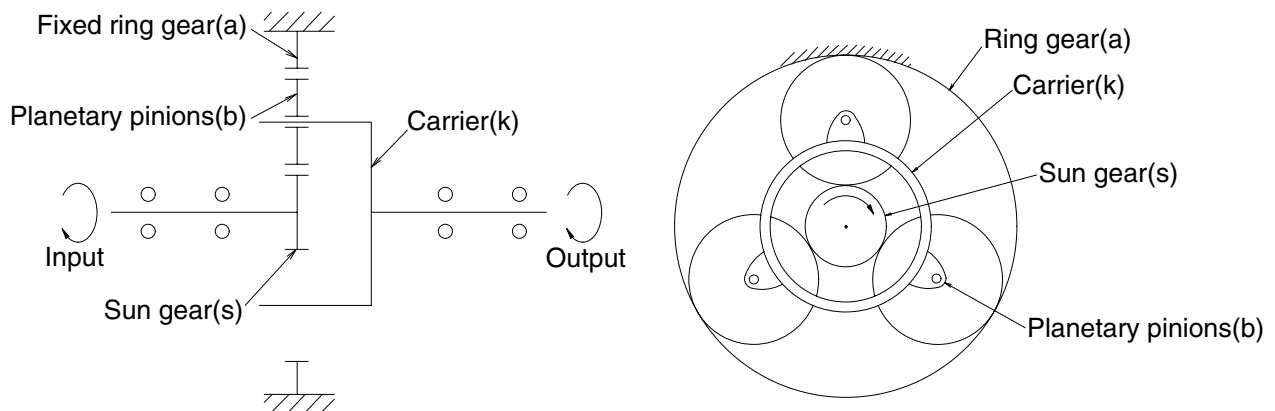 Fixed ring gear(a)
Planetary pinions(b)
Carrier(k)
Input
Output
Sun gear(s)
Ring gear(a)
Carrier(k)
Sun gear(s)
Planetary pinions(b)